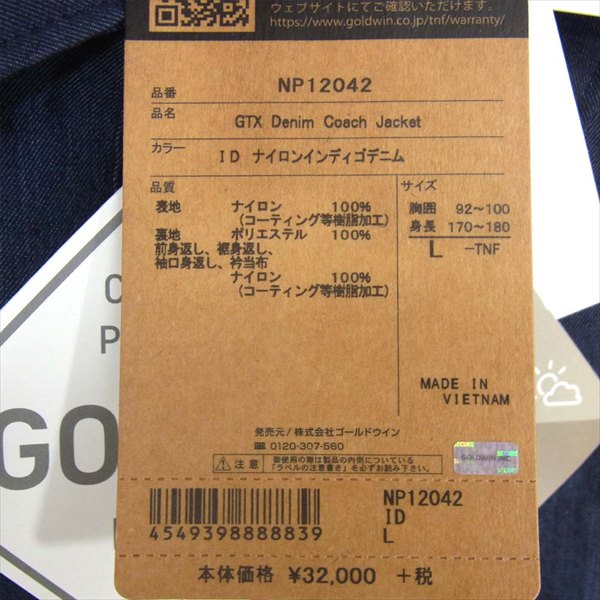 ウェブサイトにてご確認いただけます。
https://www.goldwin.co.jp/tnf/warranty/
品番 NP12042
品名 GTX Denim Coach Jacket
カラー ID ナイロンインディゴデニム
品質
表地 ナイロン 100%
(コーティング等樹脂加工)
裏地 ポリエステル 100%
前身返し、裾身返し、
袖口身返し、衿当布
ナイロン 100%
(コーティング等樹脂加工)
サイズ
胸囲 92～100
身長 170～180
L -TNF
MADE IN
VIETNAM
発売元/株式会社ゴールドウイン
0120-307-560
注意 御使用の際は製品の内側についている
「ラベルの注意書き」を必ずお読み下さい。
SECURE
GOLDWIN INC
SECURE
4549398888839
NP12042
ID
L
本体価格 ¥32,000 +税
C
P
GO